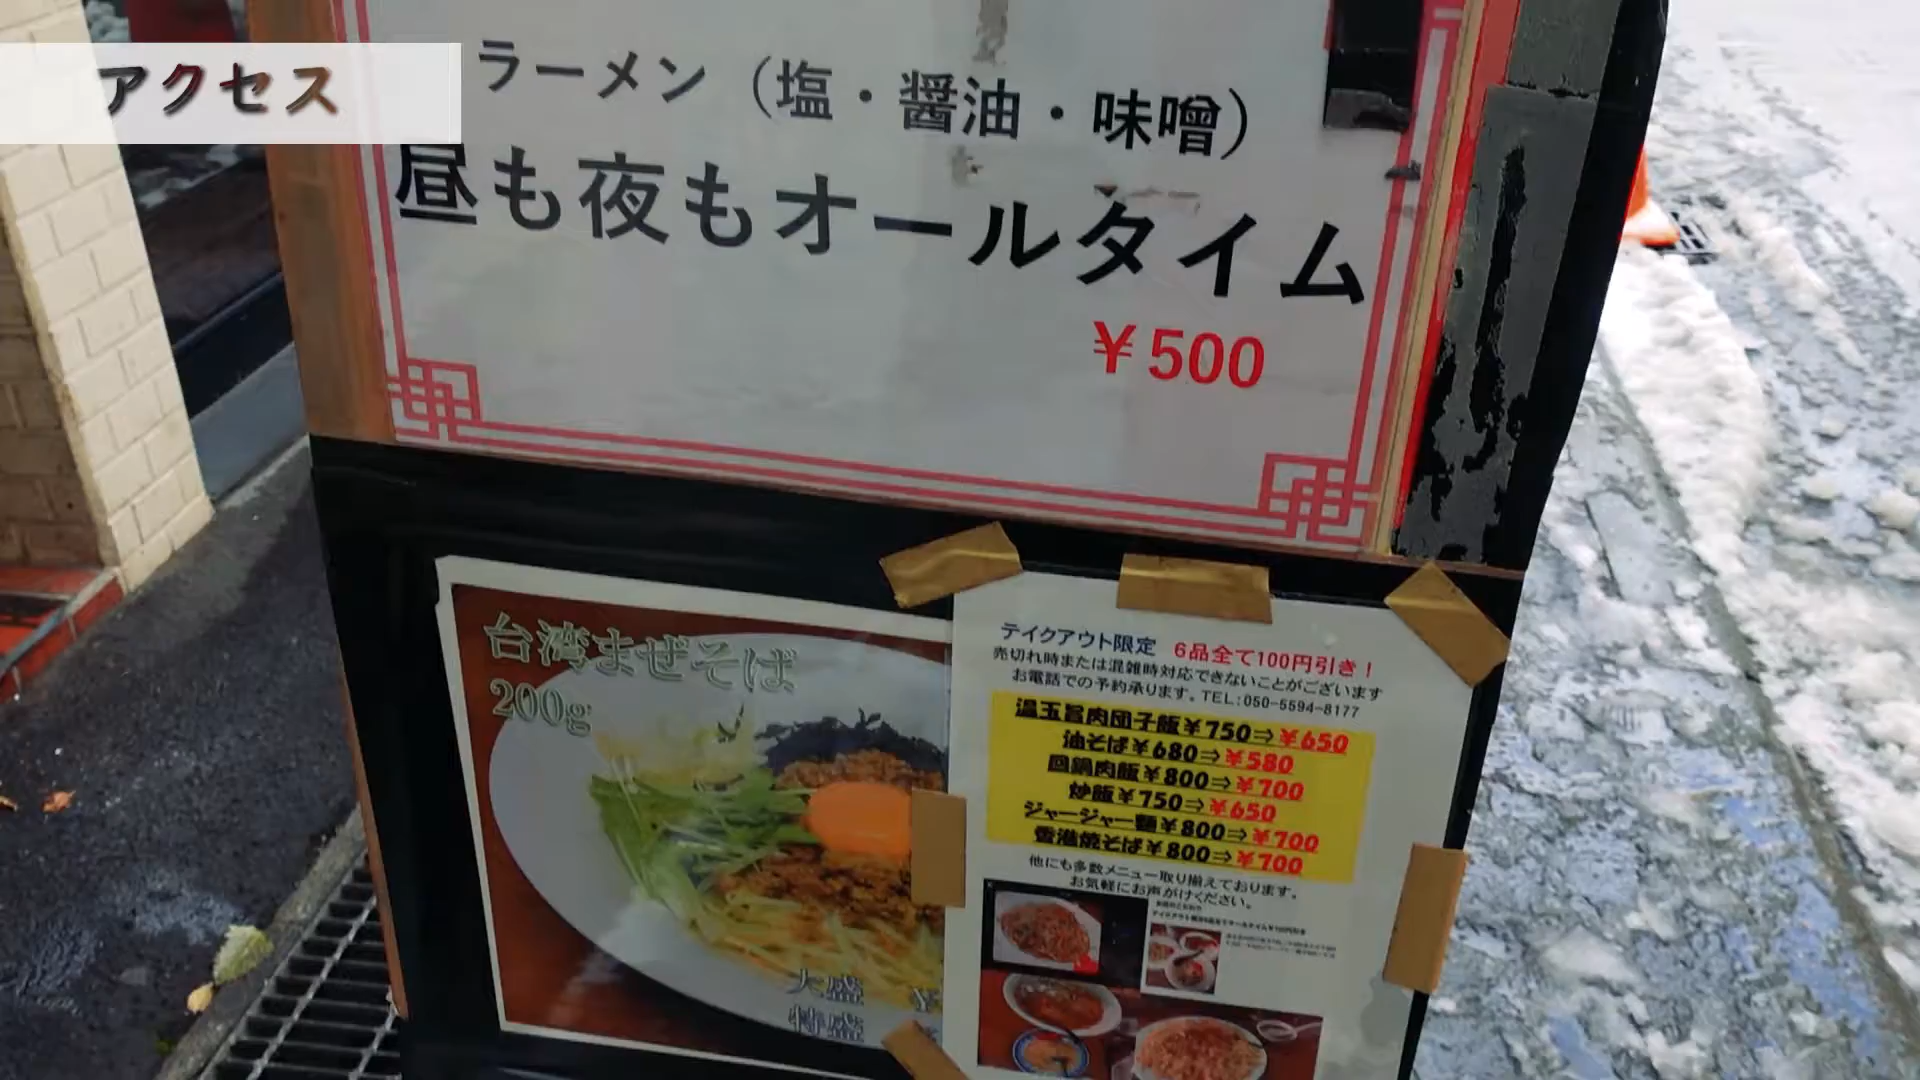 アクセス
ラーメン（塩・醤油・味噌）
昼も夜もオールタイム
￥500
台湾まぜそば
200g
大盛 ¥
特盛
テイクアウト限定 6品全て100円引き！
売切れ時または混雑時対応できないことがございます
お電話での予約承ります。TEL:050-5594-8177
温玉旨肉団子飯￥750⇒￥650
油そば￥680⇒￥580
回鍋肉飯￥800⇒￥700
炒飯￥750⇒￥650
ジャージャー麺￥800⇒￥700
香港焼そば￥800⇒￥700
他にも多数メニュー取り揃えております。
お気軽にお声がけください。